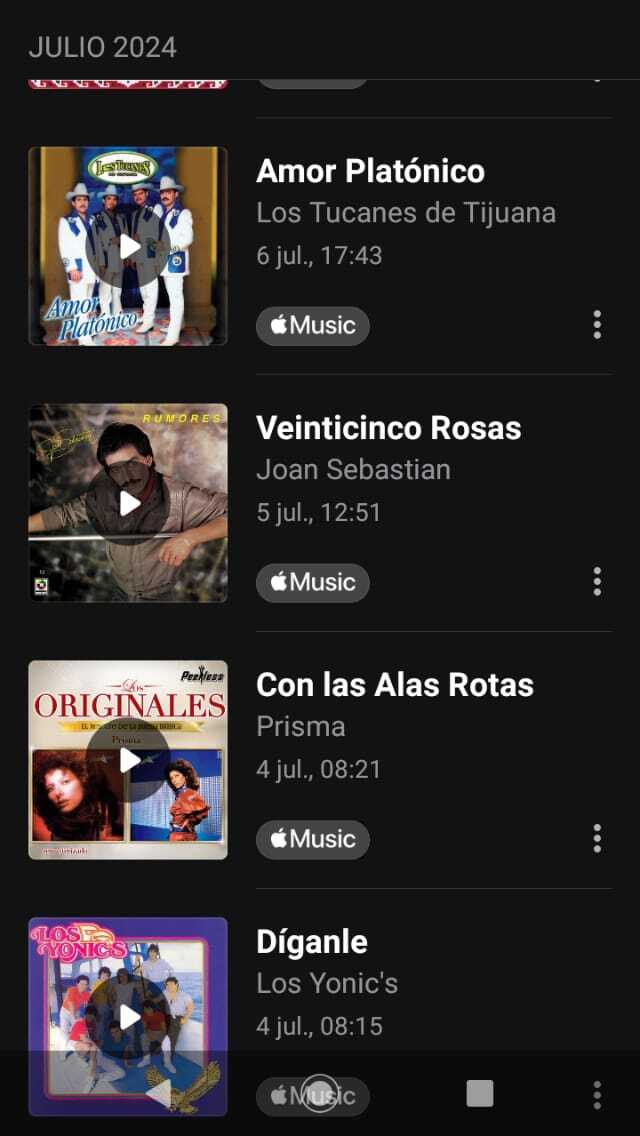 JULIO 2024
LOS TUCANES
Amor
Platónico
Amor Platónico
Los Tucanes de Tijuana
6 jul., 17:43
Music
RUMORES
Veinticinco Rosas
Joan Sebastian
5 jul., 12:51
Music
Peerless
Los
ORIGINALES
Prisma
Con las Alas Rotas
Prisma
4 jul., 08:21
Music
LOS
YONIC'S
Díganle
Los Yonic's
4 jul., 08:15
Music